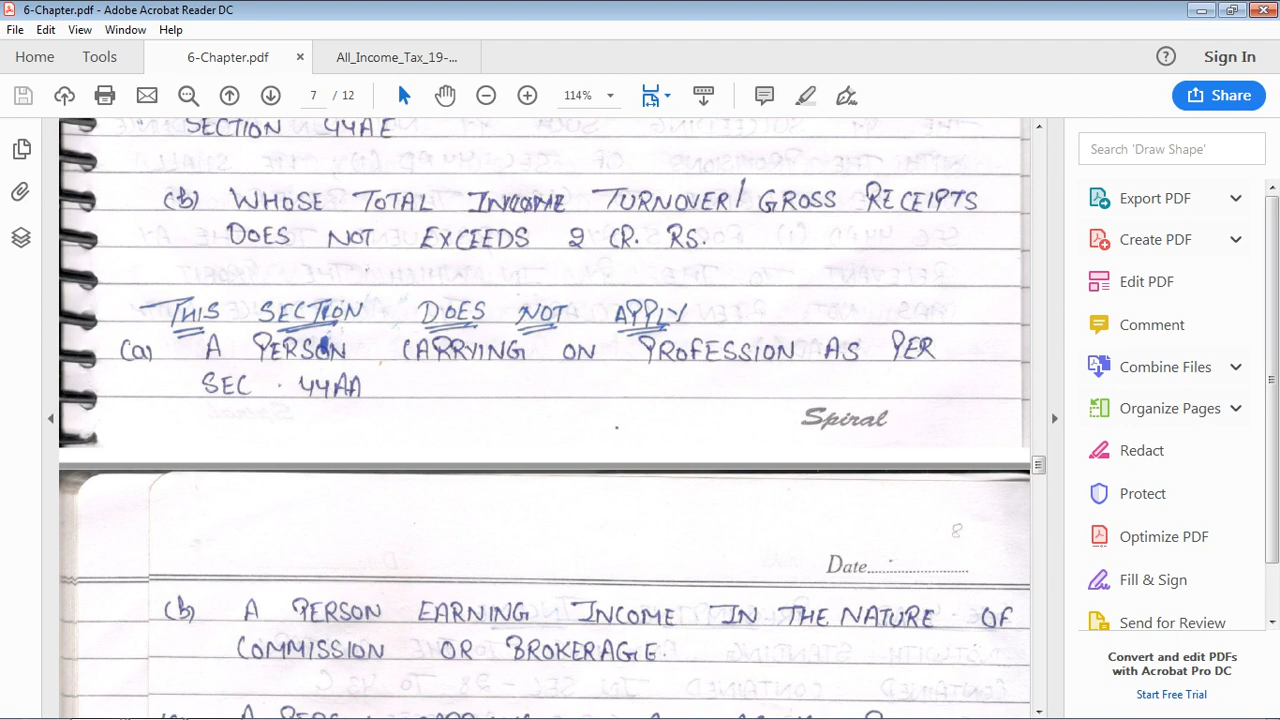 6-Chapter.pdf - Adobe Acrobat Reader DC
File Edit View Window Help
Home Tools 6-Chapter.pdf × All_Income_Tax_19-... Sign In
7 / 12 114% Share
SECTION 44AE
(b) WHOSE TOTAL INCOME TURNOVER/ GROSS RECEIPTS
DOES NOT EXCEEDS 2 CR. RS.
THIS SECTION DOES NOT APPLY
(a) A PERSON CARRYING ON PROFESSION AS PER
SEC. 44AA
Spiral
8
Date
(b) A PERSON EARNING INCOME IN THE NATURE OF
COMMISSION OR BROKERAGE.
Search 'Draw Shape'
Export PDF
Create PDF
Edit PDF
Comment
Combine Files
Organize Pages
Redact
Protect
Optimize PDF
Fill & Sign
Send for Review
Convert and edit PDFs
with Acrobat Pro DC
Start Free Trial